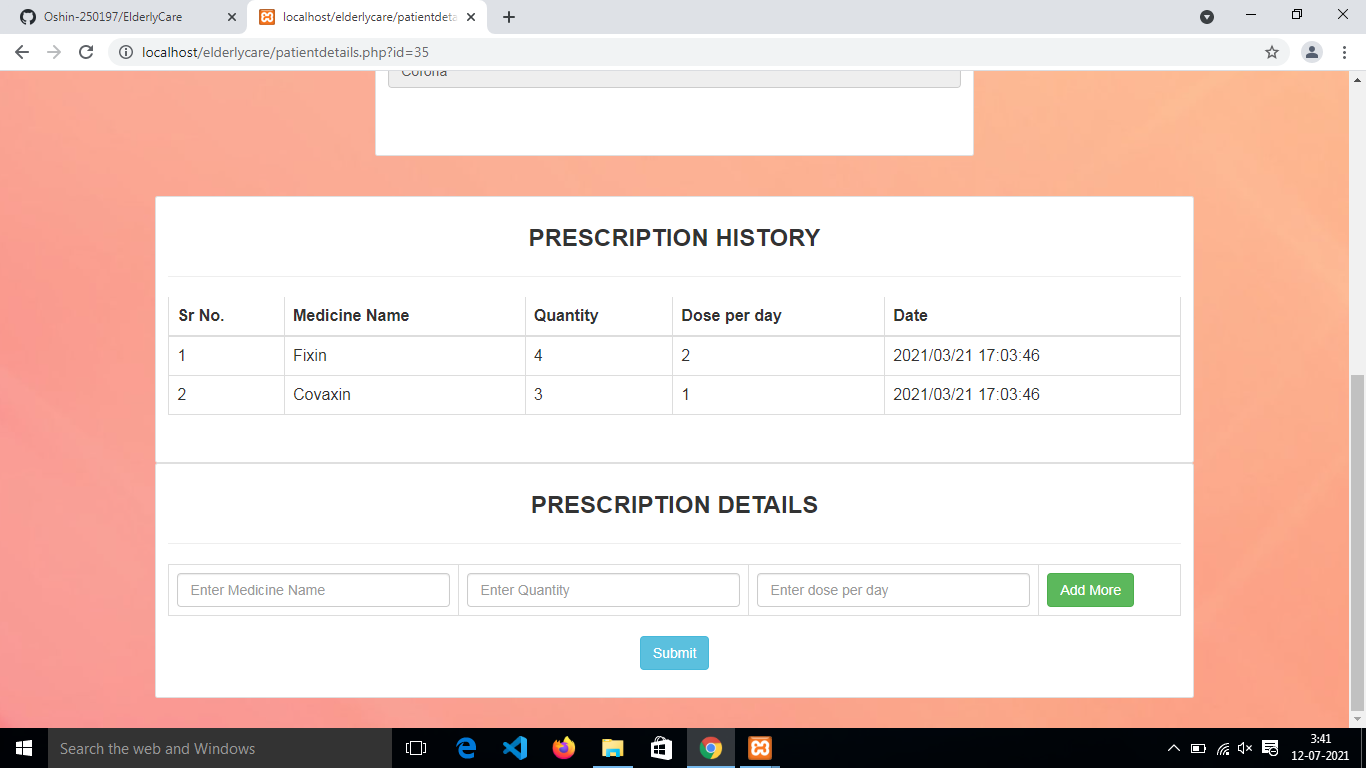 Oshin-250197/ElderlyCare
localhost/elderlycare/patientdeta
localhost/elderlycare/patientdetails.php?id=35
Corona
PRESCRIPTION HISTORY
Sr No. Medicine Name Quantity Dose per day Date
1 Fixin 4 2 2021/03/21 17:03:46
2 Covaxin 3 1 2021/03/21 17:03:46
PRESCRIPTION DETAILS
Enter Medicine Name Enter Quantity Enter dose per day Add More
Submit
Search the web and Windows
3:41
12-07-2021